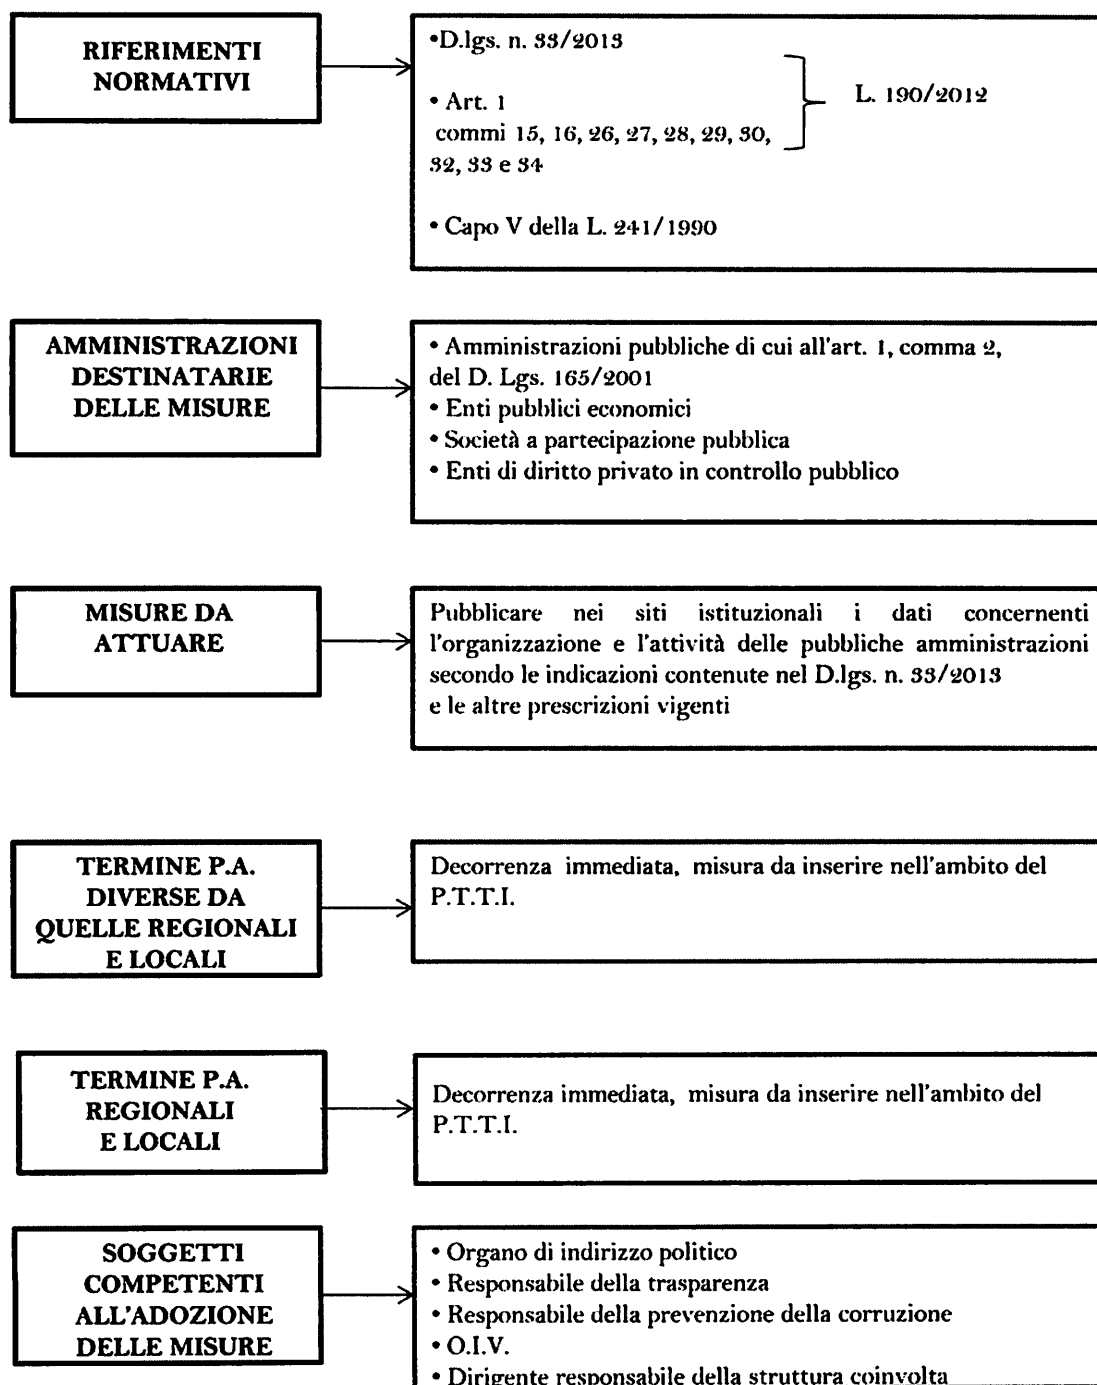 RIFERIMENTI
NORMATIVI
•D.lgs. n. 33/2013
• Art. 1
commi 15, 16, 26, 27, 28, 29, 30,
32, 33 e 34
L. 190/2012
• Capo V della L. 241/1990
AMMINISTRAZIONI
DESTINATARIE
DELLE MISURE
• Amministrazioni pubbliche di cui all'art. 1, comma 2,
del D. Lgs. 165/2001
• Enti pubblici economici
• Società a partecipazione pubblica
• Enti di diritto privato in controllo pubblico
MISURE DA
ATTUARE
Pubblicare nei siti istituzionali i dati concernenti
l'organizzazione e l'attività delle pubbliche amministrazioni
secondo le indicazioni contenute nel D.lgs. n. 33/2013
e le altre prescrizioni vigenti
TERMINE P.A.
DIVERSE DA
QUELLE REGIONALI
E LOCALI
Decorrenza immediata, misura da inserire nell'ambito del
P.T.T.I.
TERMINE P.A.
REGIONALI
E LOCALI
Decorrenza immediata, misura da inserire nell'ambito del
P.T.T.I.
SOGGETTI
COMPETENTI
ALL'ADOZIONE
DELLE MISURE
• Organo di indirizzo politico
• Responsabile della trasparenza
• Responsabile della prevenzione della corruzione
• O.I.V.
• Dirigente responsabile della struttura coinvolta